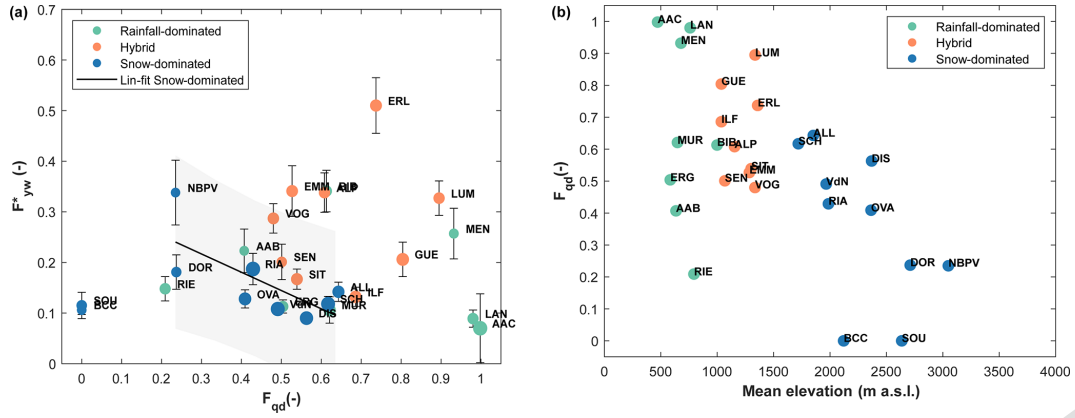 (a)
0.7
0.6
0.5
0.4
0.3
0.2
0.1
0
F*yw (-)
Rainfall-dominated
Hybrid
Snow-dominated
Lin-fit Snow-dominated
ERL
NBPV
EMM
BIB
ALP
LUM
VOG
MEN
AAB
GUE
DOR
RIA
SEN
SIT
RIE
SOU
BCC
OVA
VdN
ERG
DIS
SCH
MUR
ALL
ILF
LAN
AAC
0 0.1 0.2 0.3 0.4 0.5 0.6 0.7 0.8 0.9 1
Fqd(-)
(b)
1
0.9
0.8
0.7
0.6
0.5
0.4
0.3
0.2
0.1
0
Fqd(-)
Rainfall-dominated
Hybrid
Snow-dominated
AAC
LAN
MEN
LUM
GUE
ERL
ILF
MUR
BIB
ALP
SCH
ALL
DIS
SIT
EMM
SEN
VOG
ERG
VdN
AAB
RIA
OVA
RIE
DOR
NBPV
BCC
SOU
0 500 1000 1500 2000 2500 3000 3500 4000
Mean elevation (m a.s.l.)